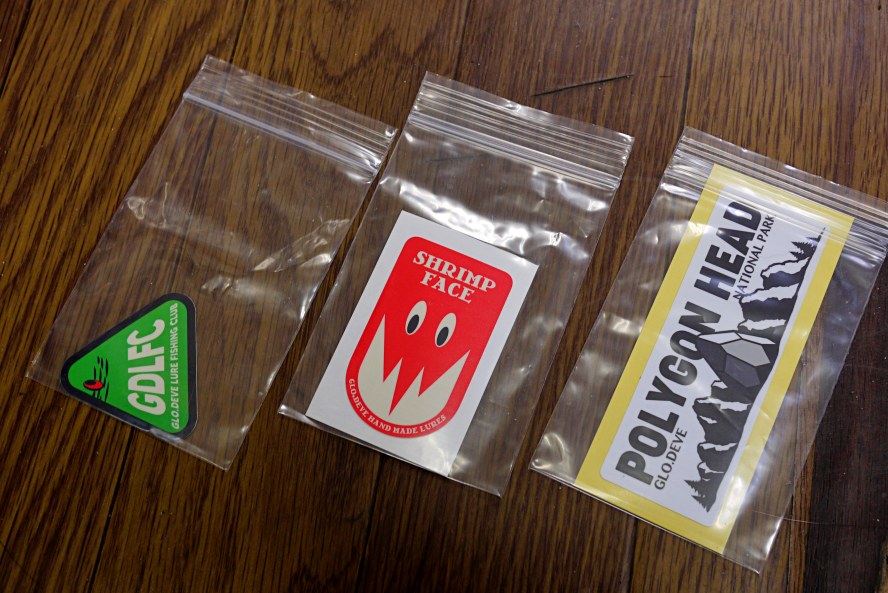 GDLFC
GLO.DEVE LURE FISHING CLUB
SHRIMP
FACE
GLO.DEVE HAND MADE LURES
POLYGON HEAD
GLO.DEVE
NATIONAL PARK